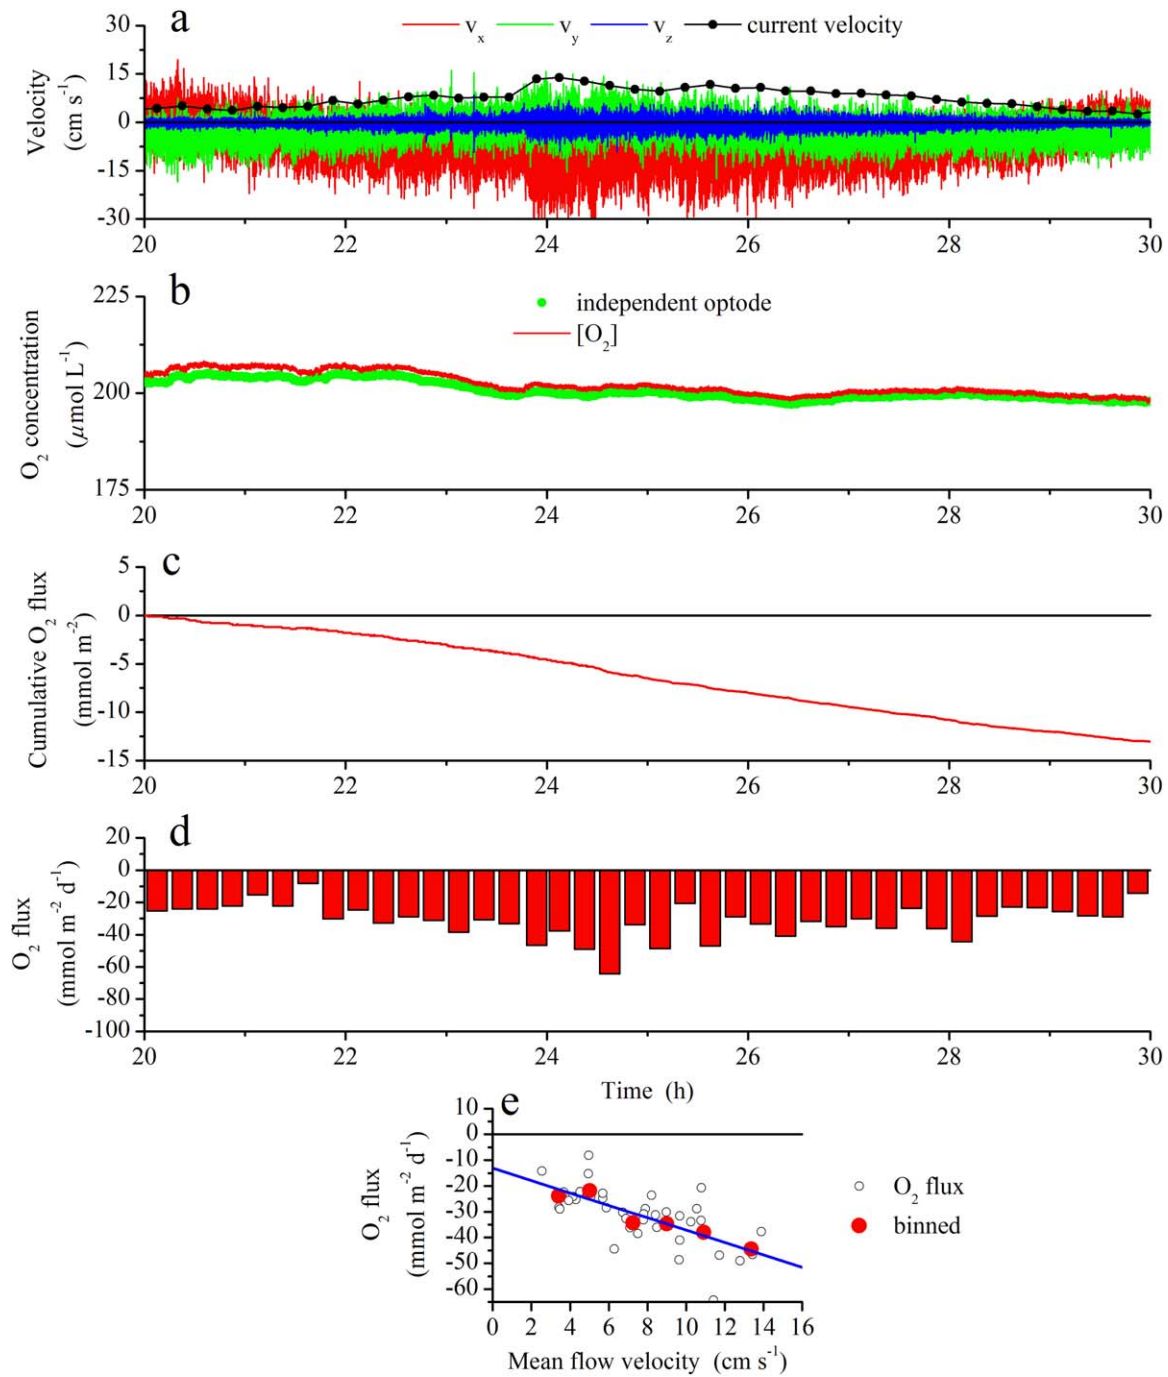 a
v_x v_y v_z current velocity
Velocity
(cm s⁻¹)
30
15
0
-15
-30
20 22 24 26 28 30
b
independent optode
[O₂]
O₂ concentration
(μmol L⁻¹)
225
200
175
20 22 24 26 28 30
c
Cumulative O₂ flux
(mmol m⁻²)
5
0
-5
-10
-15
20 22 24 26 28 30
d
O₂ flux
(mmol m⁻² d⁻¹)
20
0
-20
-40
-60
-80
-100
20 22 24 26 28 30
Time (h)
e
O₂ flux
(mmol m⁻² d⁻¹)
10
0
-10
-20
-30
-40
-50
-60
O₂ flux
binned
0 2 4 6 8 10 12 14 16
Mean flow velocity (cm s⁻¹)